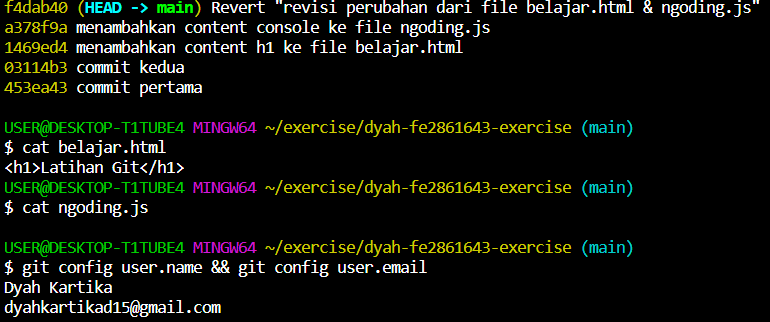 f4dab40 (HEAD -> main) Revert "revisi perubahan dari file belajar.html & ngoding.js"
a378f9a menambahkan content console ke file ngoding.js
1469ed4 menambahkan content h1 ke file belajar.html
03114b3 commit kedua
453ea43 commit pertama
USER@DESKTOP-T1TUBE4 MINGW64 ~/exercise/dyah-fe2861643-exercise (main)
$ cat belajar.html
<h1>Latihan Git</h1>
USER@DESKTOP-T1TUBE4 MINGW64 ~/exercise/dyah-fe2861643-exercise (main)
$ cat ngoding.js
USER@DESKTOP-T1TUBE4 MINGW64 ~/exercise/dyah-fe2861643-exercise (main)
$ git config user.name && git config user.email
Dyah Kartika
dyahkartikad15@gmail.com